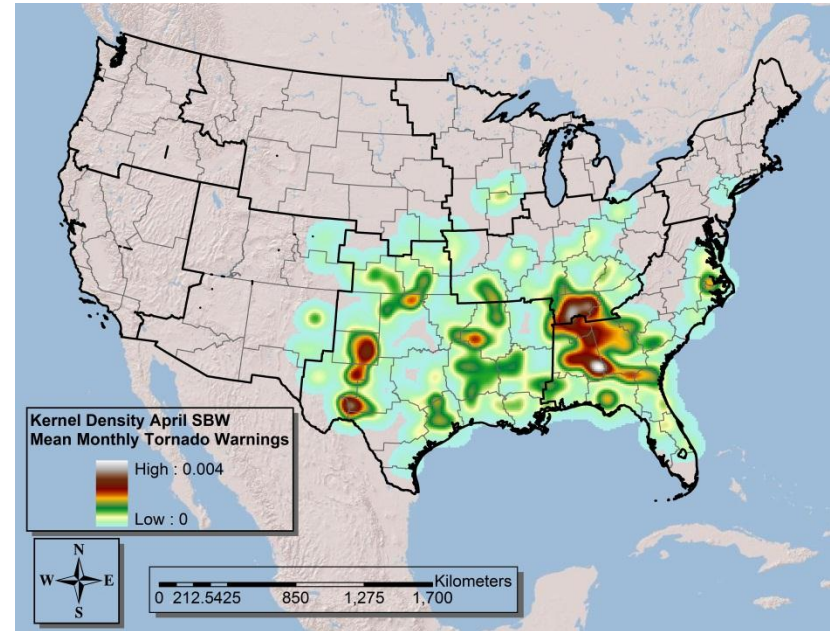 Kernel Density April SBW
Mean Monthly Tornado Warnings
High : 0.004
Low : 0
N
W E
S
Kilometers
0 212.5425 850 1,275 1,700